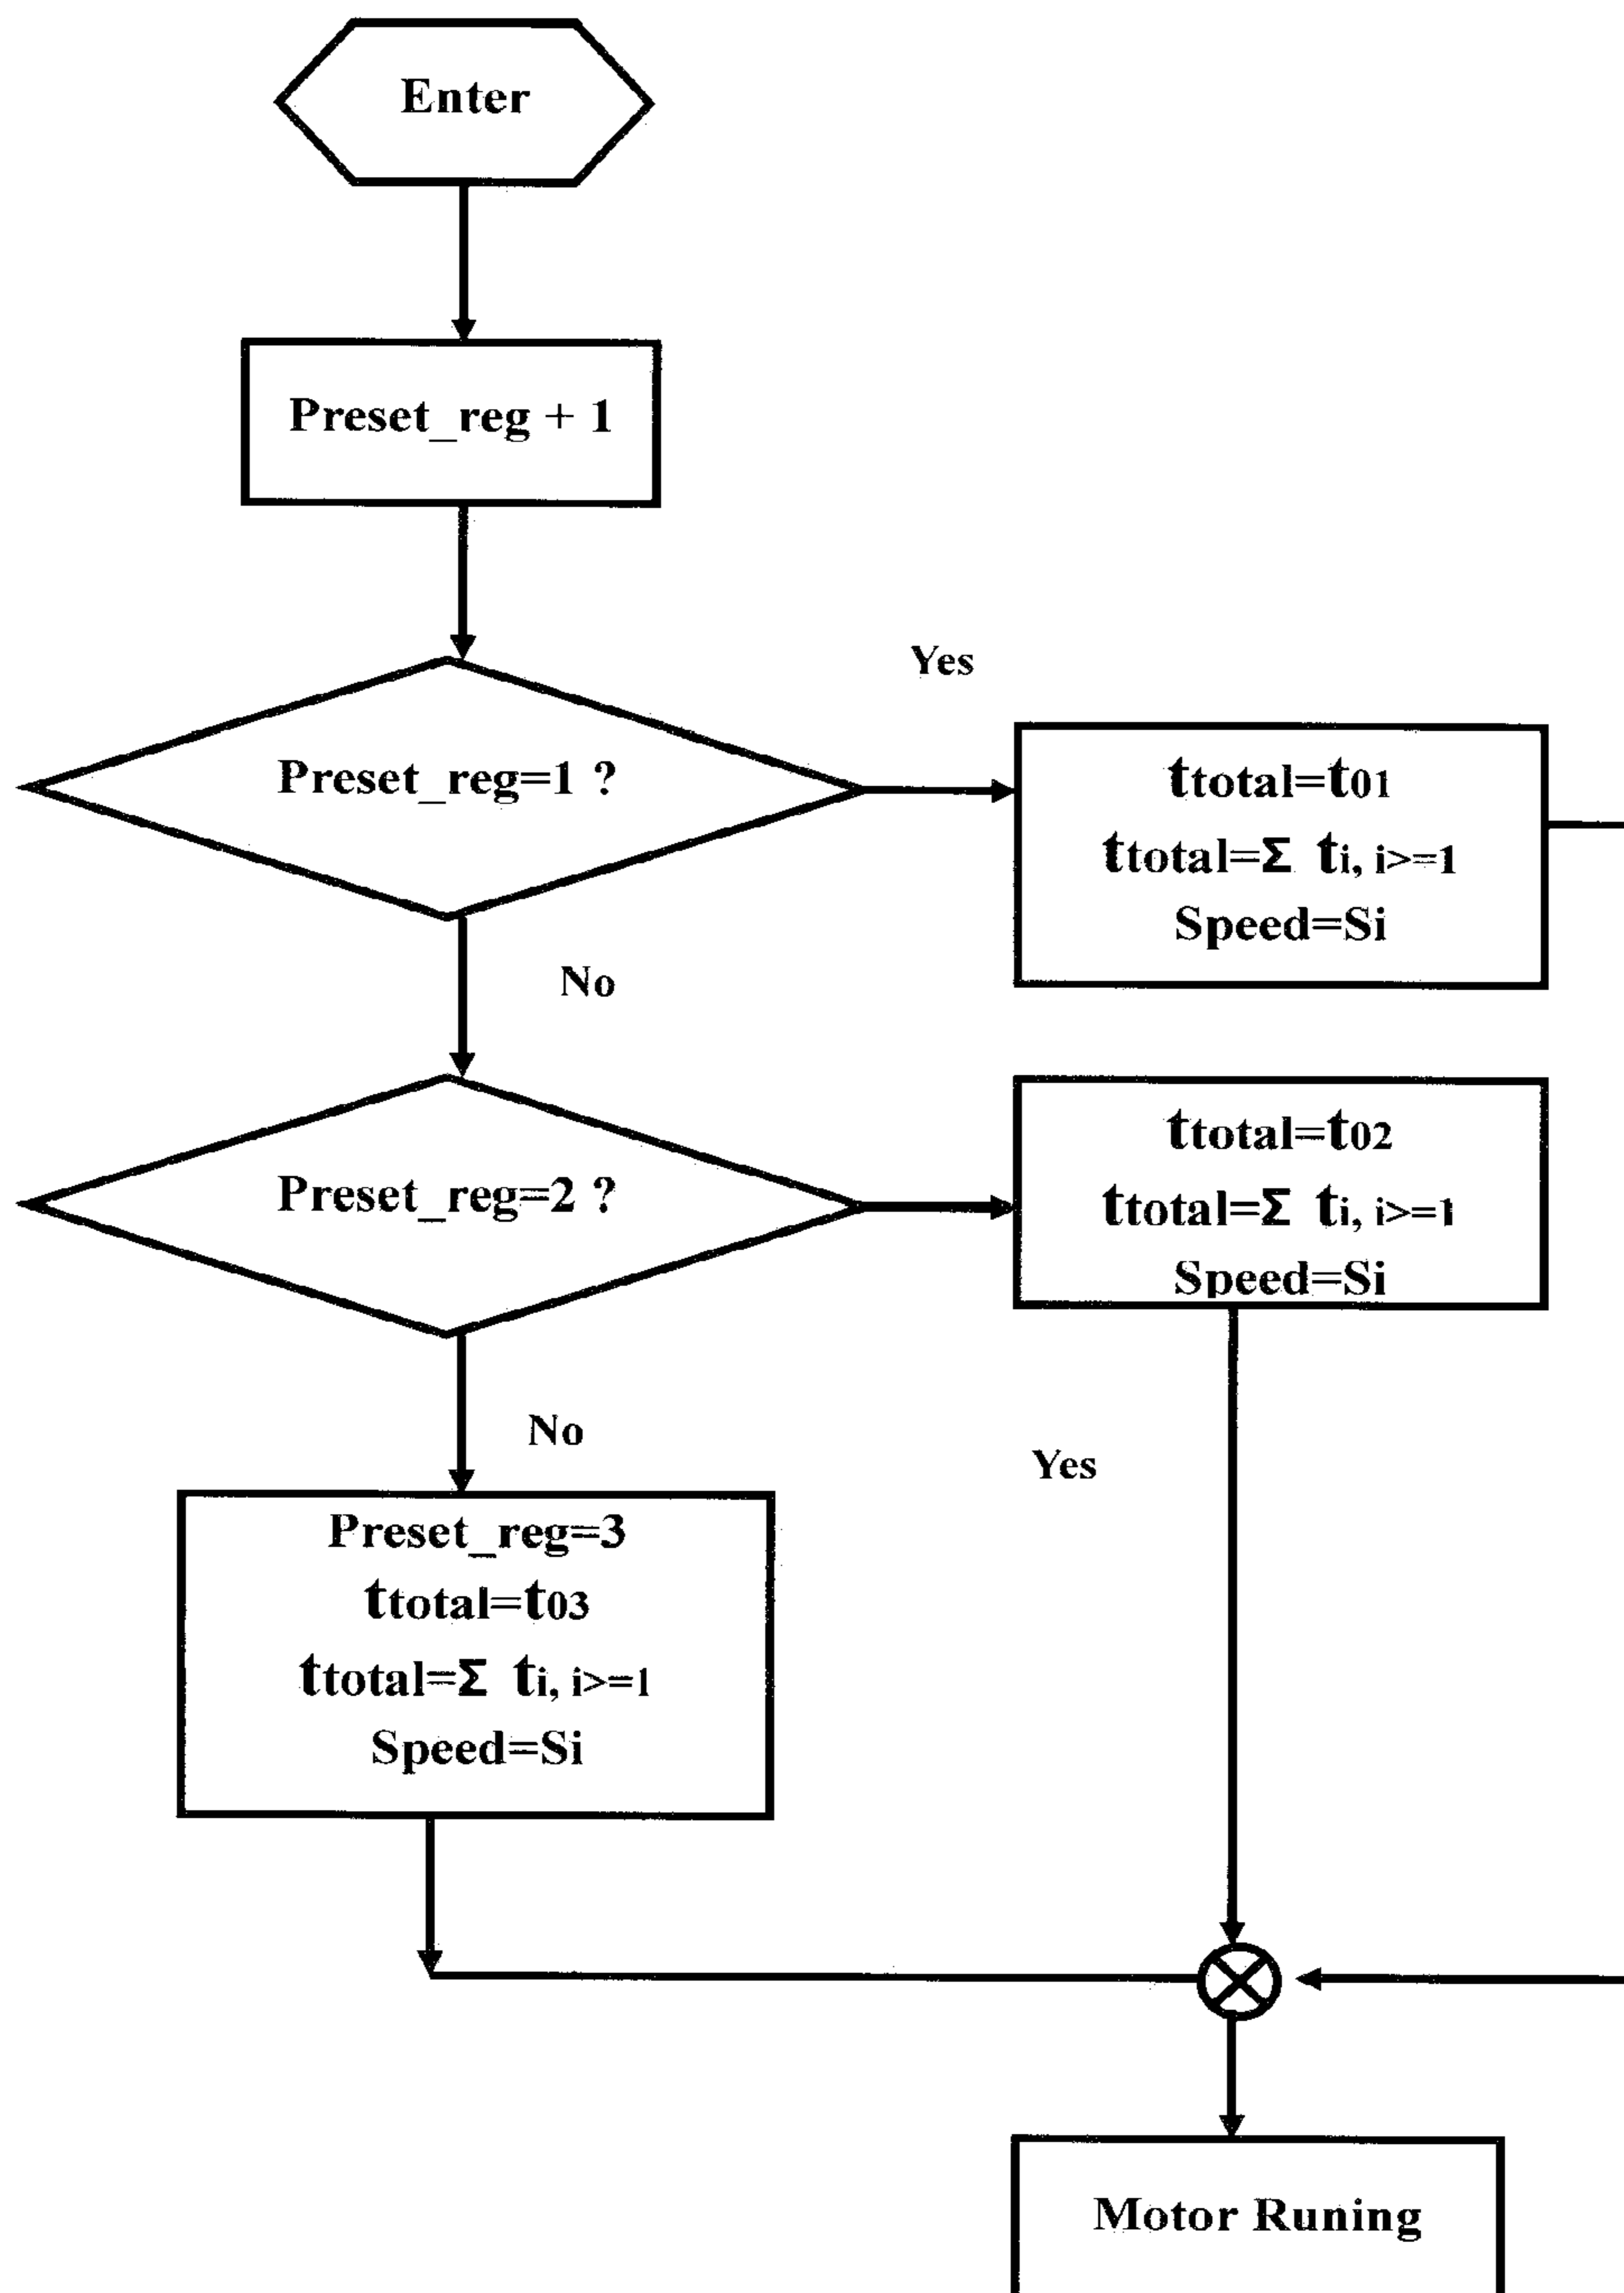 Enter
Preset_reg + 1
Preset_reg=1 ?
Yes
ttotal=t01
ttotal=Σ ti, i>=1
Speed=Si
No
Preset_reg=2 ?
ttotal=t02
ttotal=Σ ti, i>=1
Speed=Si
No
Yes
Preset_reg=3
ttotal=t03
ttotal=Σ ti, i>=1
Speed=Si
Motor Runing